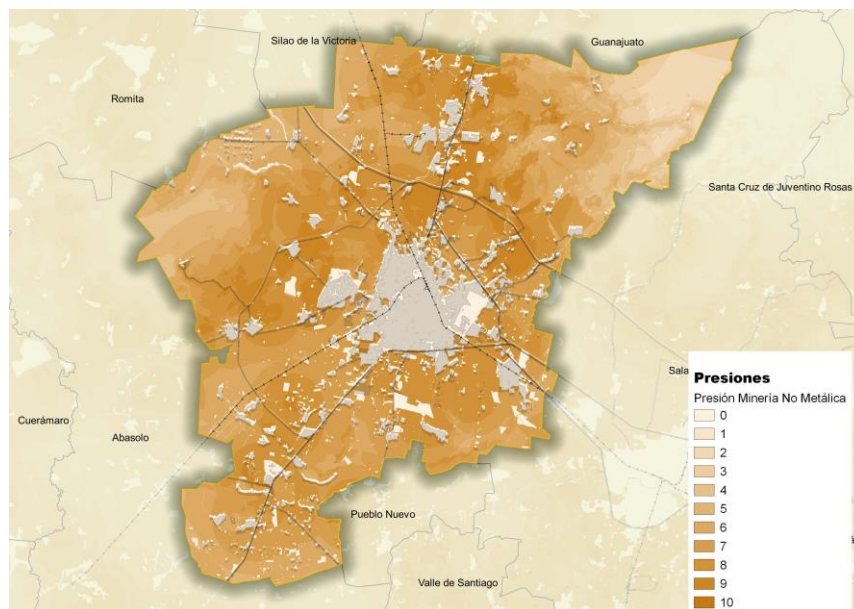 Silao de la Victoria
Guanajuato
Romita
Santa Cruz de Juventino Rosas
Cuerámaro
Abasolo
Pueblo Nuevo
Valle de Santiago
Sala
Presiones
Presión Minería No Metálica
0
1
2
3
4
5
6
7
8
9
10